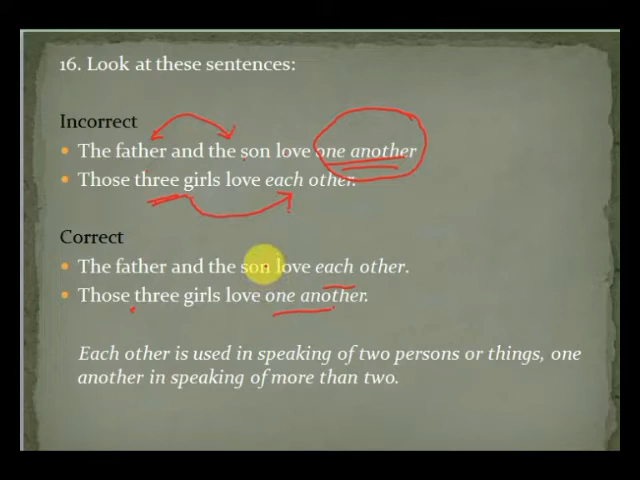 16. Look at these sentences:
Incorrect
• The father and the son love one another
• Those three girls love each other.
Correct
• The father and the son love each other.
• Those three girls love one another.
Each other is used in speaking of two persons or things, one
another in speaking of more than two.